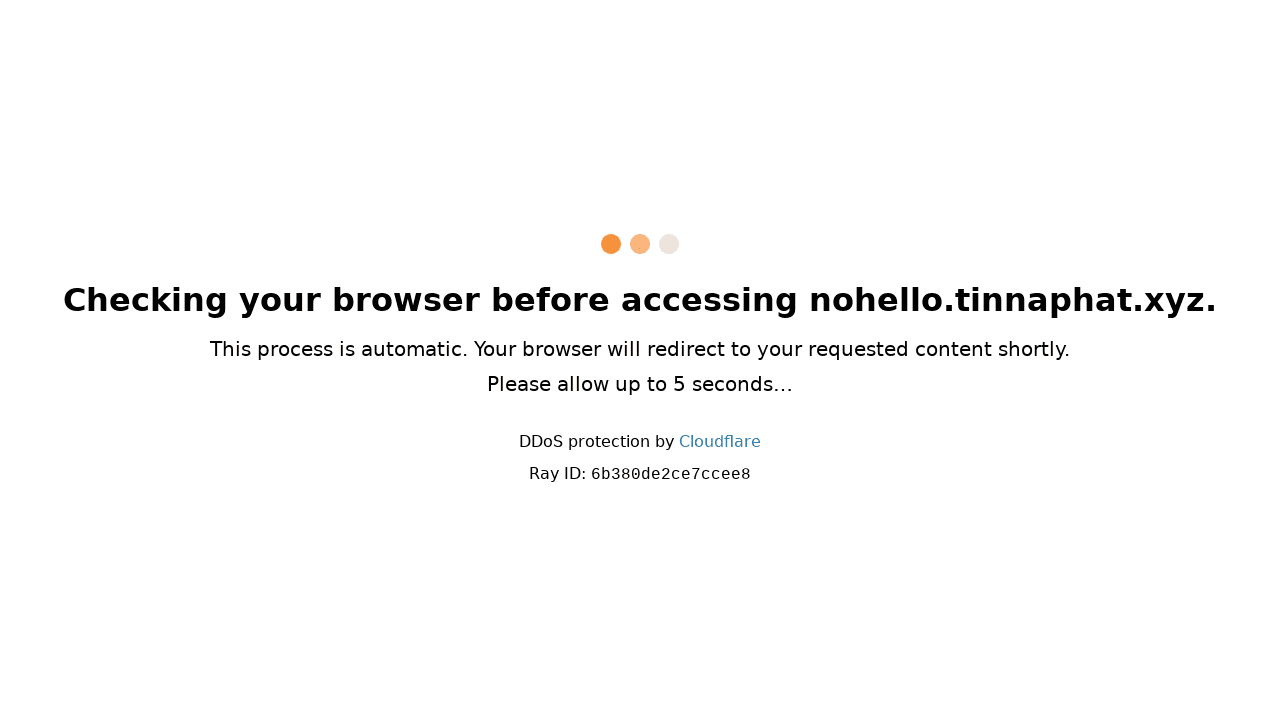 Checking your browser before accessing nohello.tinnaphat.xyz.
This process is automatic. Your browser will redirect to your requested content shortly.
Please allow up to 5 seconds…
DDoS protection by Cloudflare
Ray ID: 6b380de2ce7ccee8